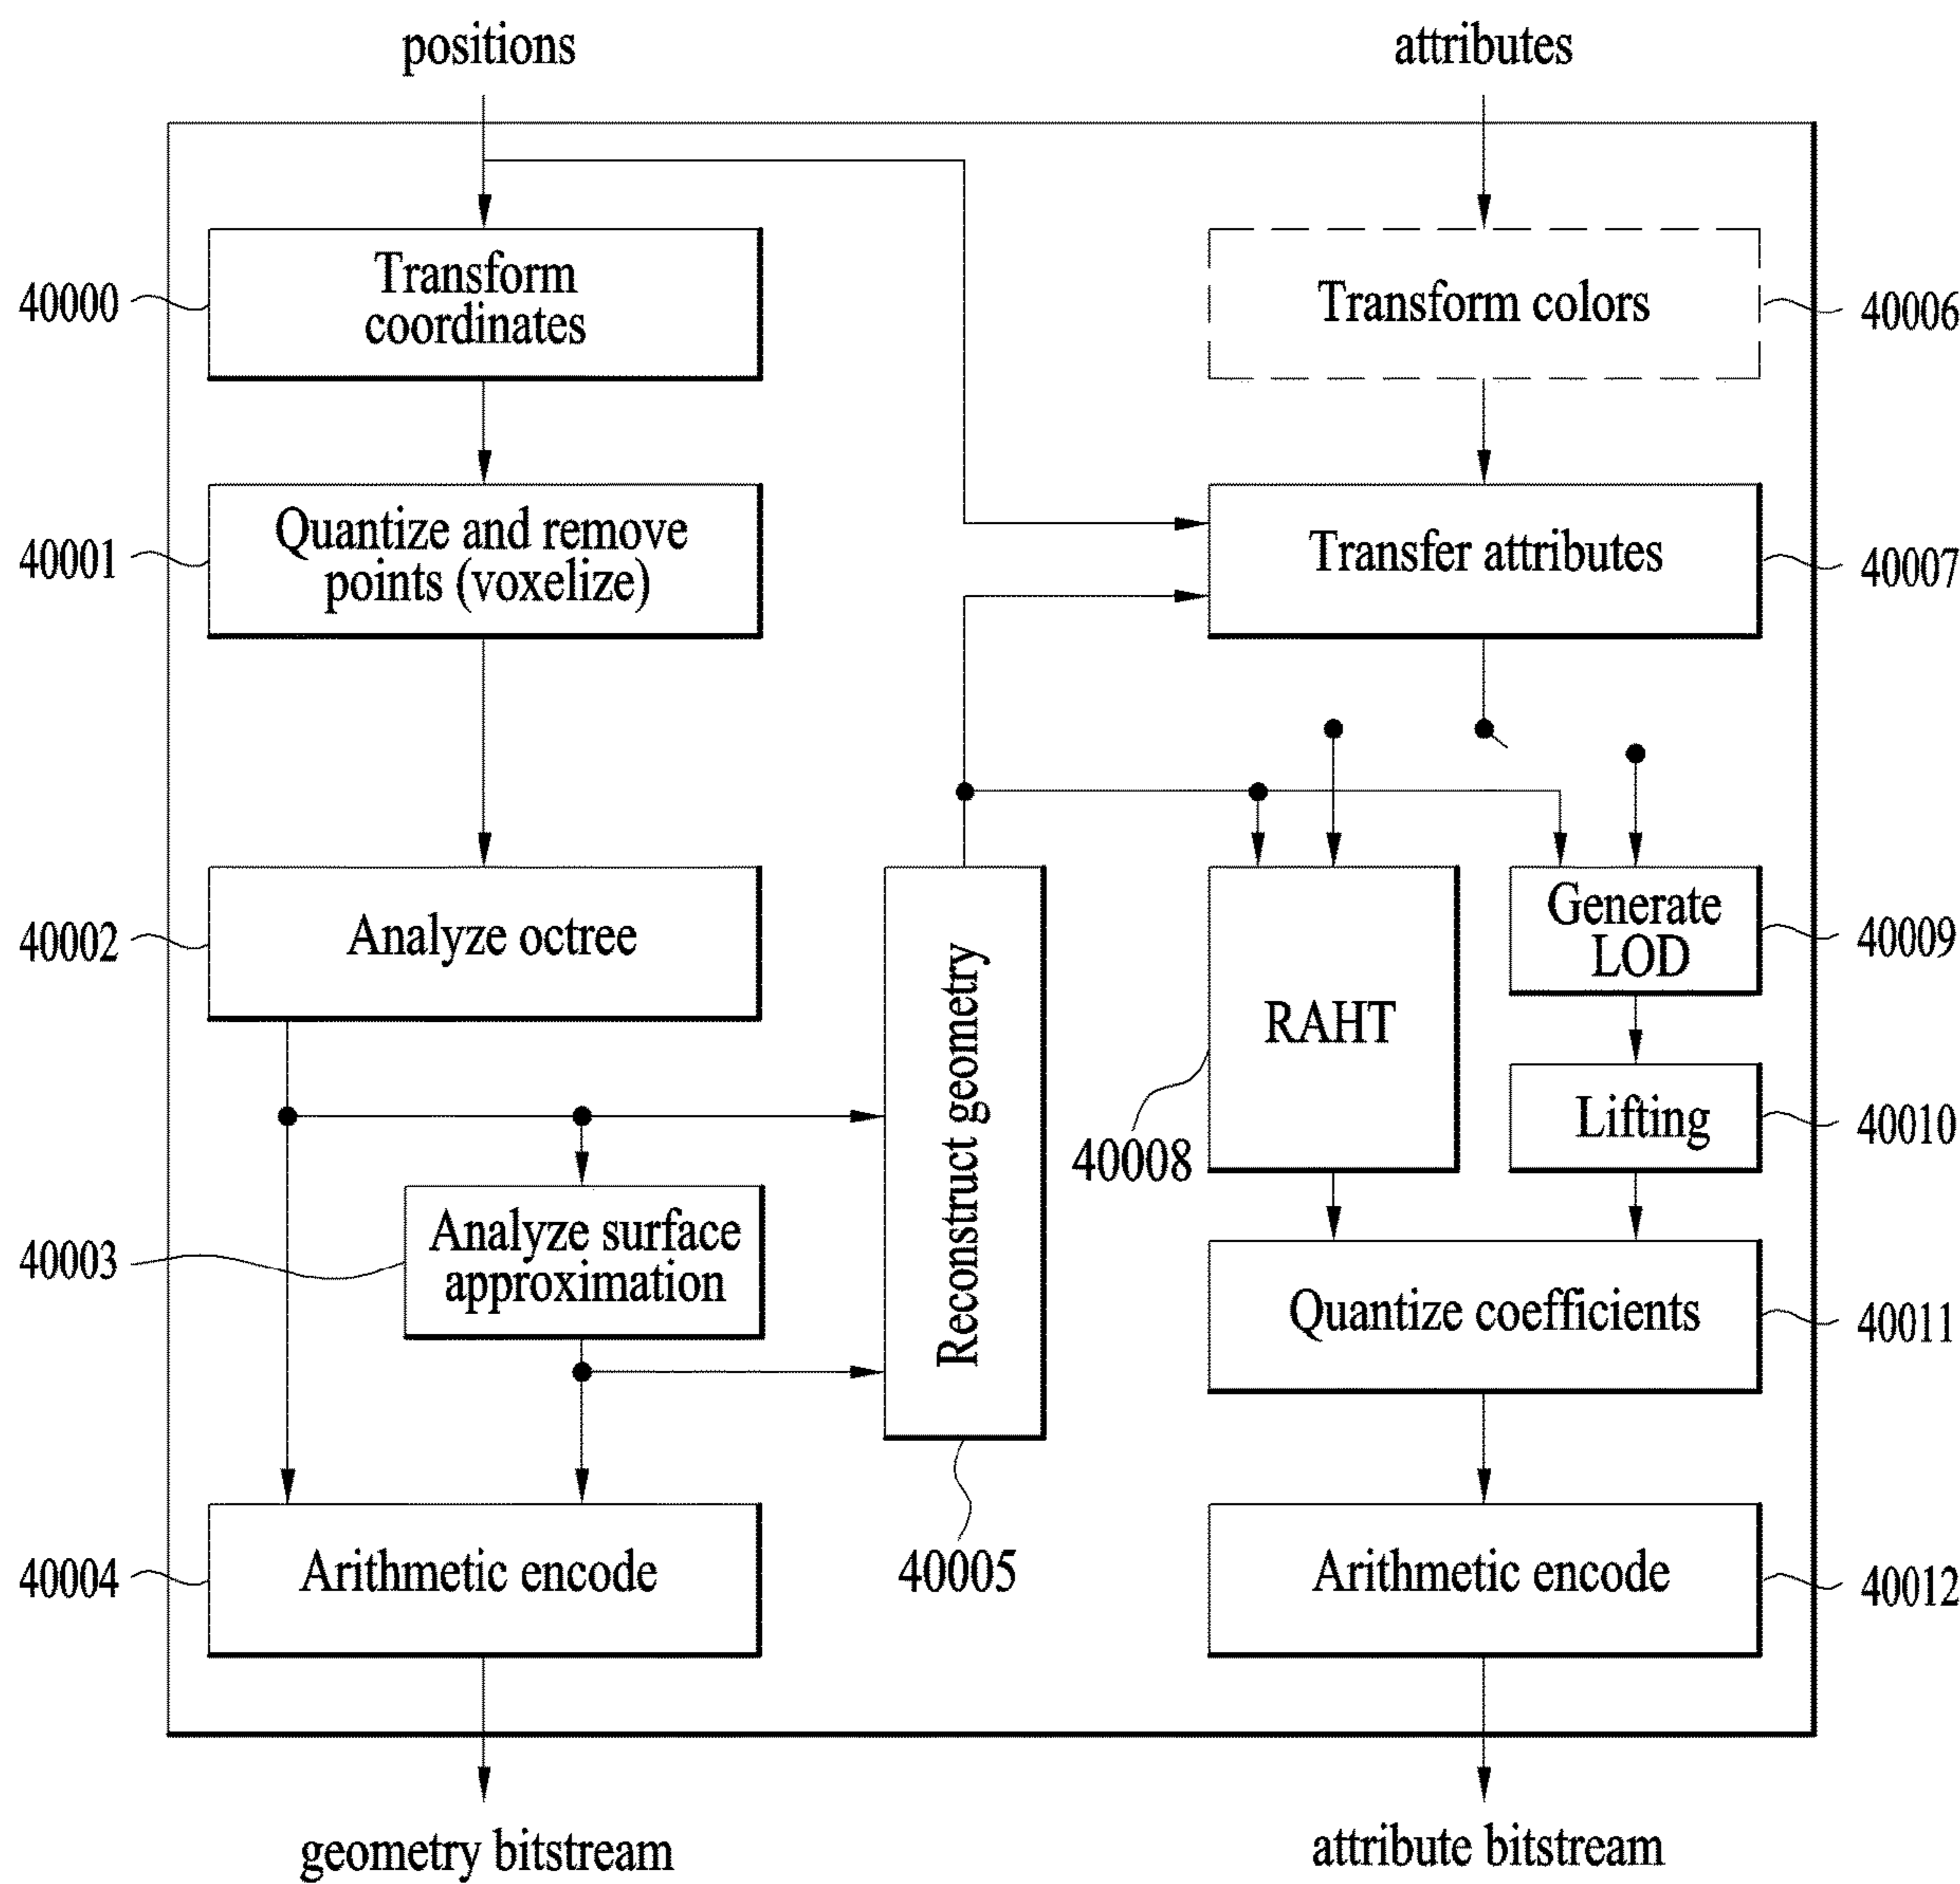 positions
attributes
Transform
coordinates
40000
Transform colors
40006
Quantize and remove
points (voxelize)
40001
Transfer attributes
40007
Analyze octree
40002
Reconstruct geometry
40005
RAHT
40008
Generate
LOD
40009
Lifting
40010
Analyze surface
approximation
40003
Quantize coefficients
40011
Arithmetic encode
40004
Arithmetic encode
40012
geometry bitstream
attribute bitstream